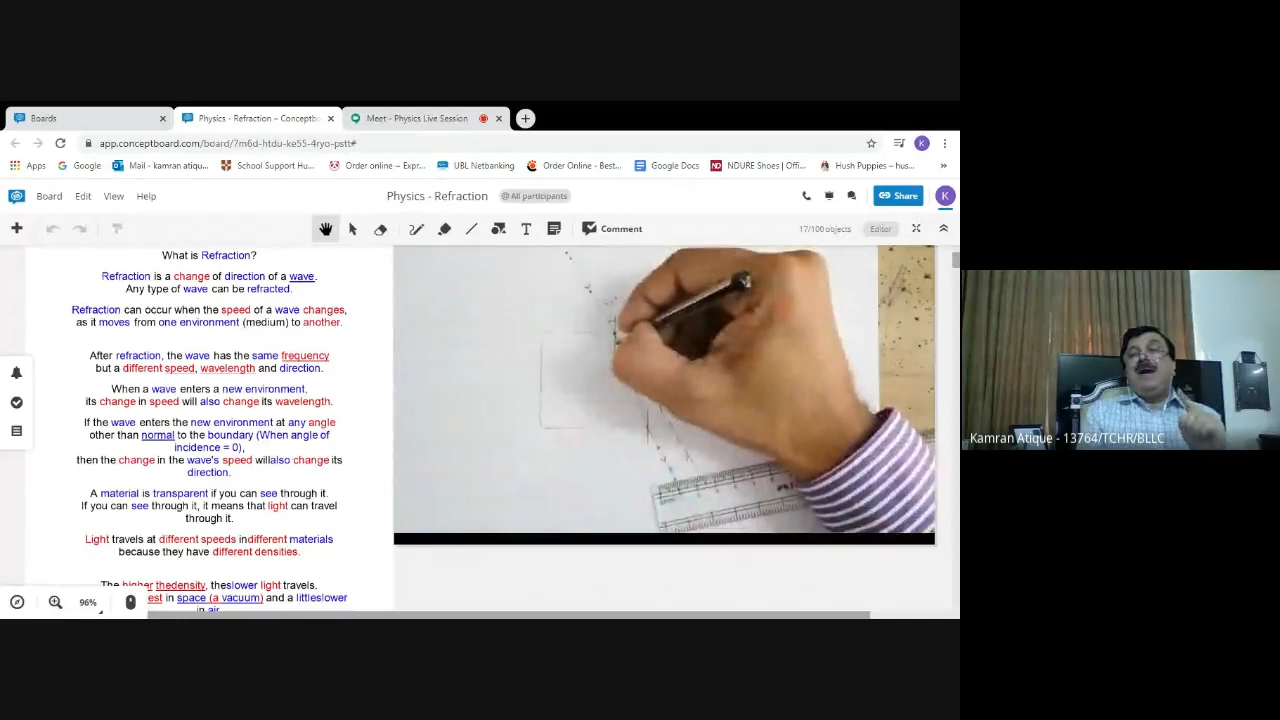 Boards
Physics - Refraction – Conceptb
Meet - Physics Live Session
app.conceptboard.com/board/7m6d-htdu-ke55-4ryo-pstt#
K
Apps
Google
Mail - kamran atiqu...
School Support Hu...
Order online – Expr...
UBL Netbanking
Order Online - Best...
Google Docs
NDURE Shoes | Offi...
Hush Puppies – hus...
»
Board
Edit
View
Help
Physics - Refraction
@ All participants
Share
K
T
Comment
17/100 objects
Editor
What is Refraction?
Refraction is a change of direction of a wave.
Any type of wave can be refracted.
Refraction can occur when the speed of a wave changes,
as it moves from one environment (medium) to another.
After refraction, the wave has the same frequency
but a different speed, wavelength and direction.
When a wave enters a new environment,
its change in speed will also change its wavelength.
If the wave enters the new environment at any angle
other than normal to the boundary (When angle of
incidence = 0),
then the change in the wave's speed willalso change its
direction.
A material is transparent if you can see through it.
If you can see through it, it means that light can travel
through it.
Light travels at different speeds indifferent materials
because they have different densities.
The higher thedensity, theslower light travels.
est in space (a vacuum) and a littleslower
in air
96%
Kamran Atique - 13764/TCHR/BLLC